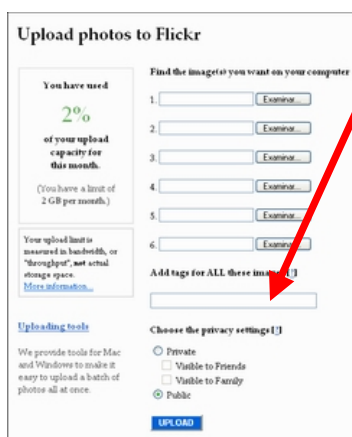 Upload photos to Flickr
You have used
2%
of your upload
capacity for
this month.
(You have a limit of
2 GB per month.)
Your upload limit is
measured in bandwidth, or
"throughput", not actual
storage space.
More information...
Uploading tools
We provide tools for Mac
and Windows to make it
easy to upload a batch of
photos all at once.
Find the image(s) you want on your computer
1. Examinar...
2. Examinar...
3. Examinar...
4. Examinar...
5. Examinar...
6. Examinar...
Add tags for ALL these images [?]
Choose the privacy settings [?]
Private
Visible to Friends
Visible to Family
Public
UPLOAD